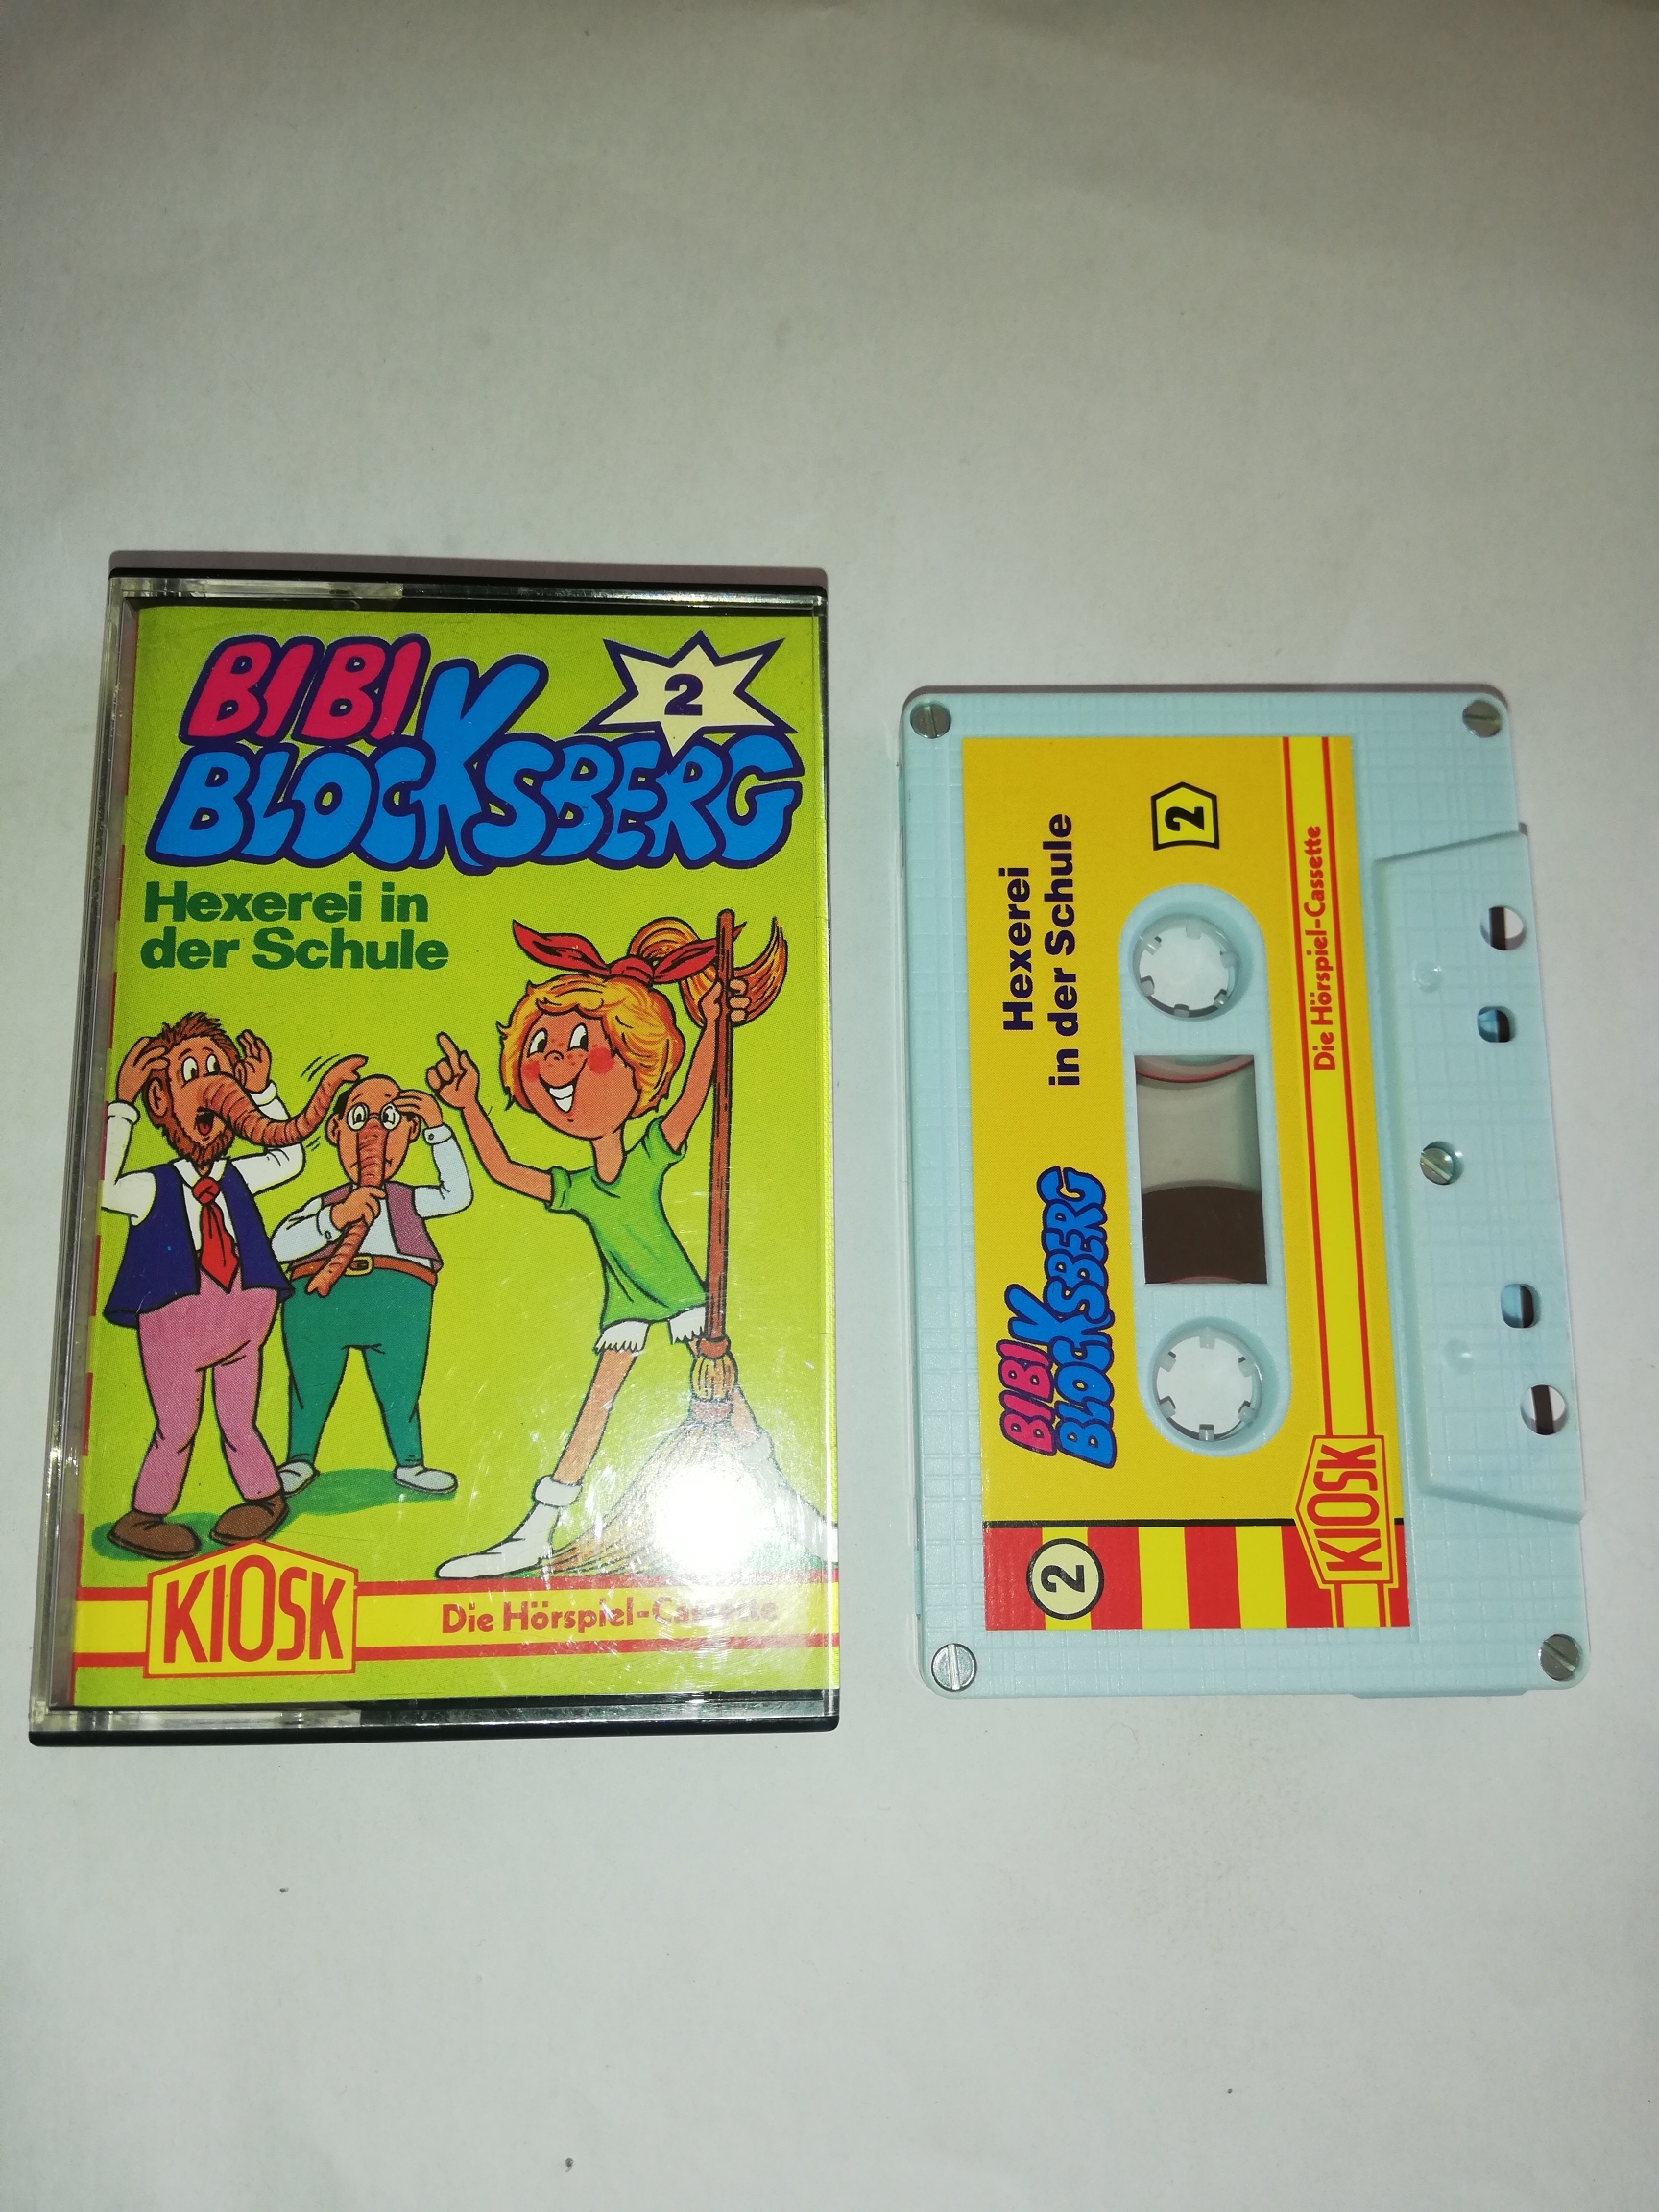 BIBI
BLOCKSBERG
2
Hexerei in
der Schule
KIOSK
Die Hörspiel-Cassette
Hexerei
in der Schule
2
BIBI
BLOCKSBERG
Die Hörspiel-Cassette
KIOSK
2